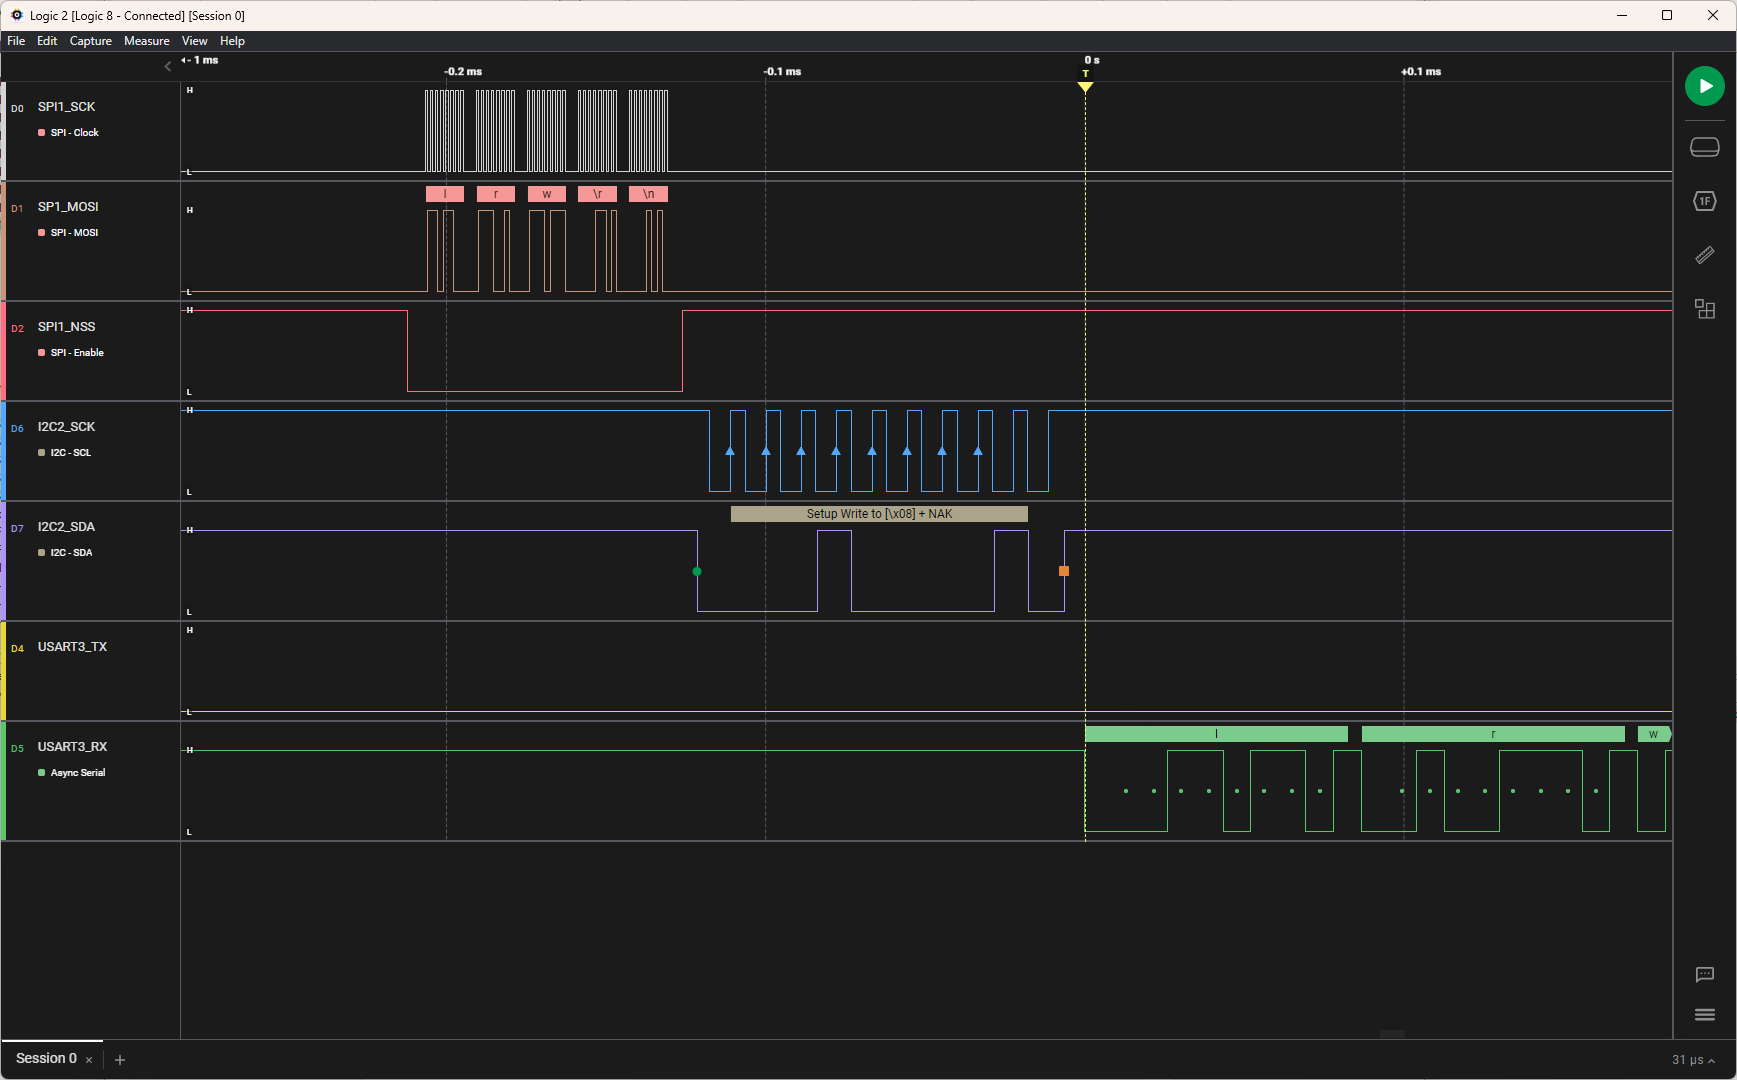 Logic 2 [Logic 8 - Connected] [Session 0]
File Edit Capture Measure View Help
- 1 ms
0 s
-0.2 ms
-0.1 ms
T
+0.1 ms
D0 SPI1_SCK
SPI - Clock
H
L
D1 SP1_MOSI
SPI - MOSI
l r w \r \n
H
L
D2 SPI1_NSS
SPI - Enable
H
L
D6 I2C2_SCK
I2C - SCL
H
L
D7 I2C2_SDA
I2C - SDA
Setup Write to [\x08] + NAK
H
L
D4 USART3_TX
H
L
D5 USART3_RX
Async Serial
l r w
H
L
1F
Session 0
31 µs